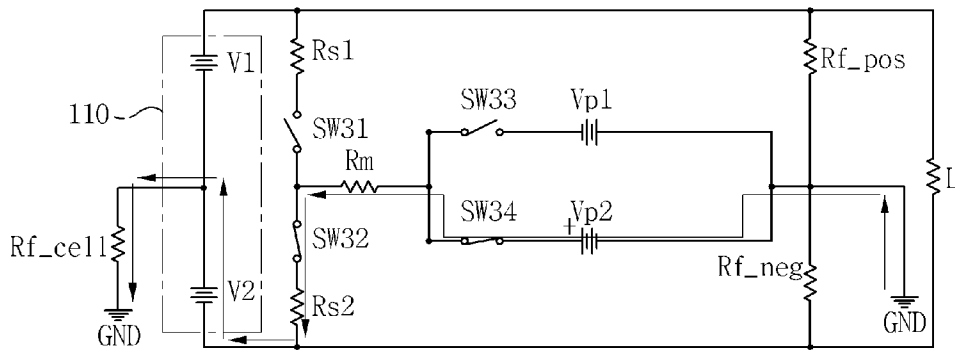 V1
Rs1
Rf_pos
110
SW31
SW33
Vp1
Rm
L
Rf_cell
SW32
SW34
+
Vp2
Rf_neg
V2
Rs2
GND
GND